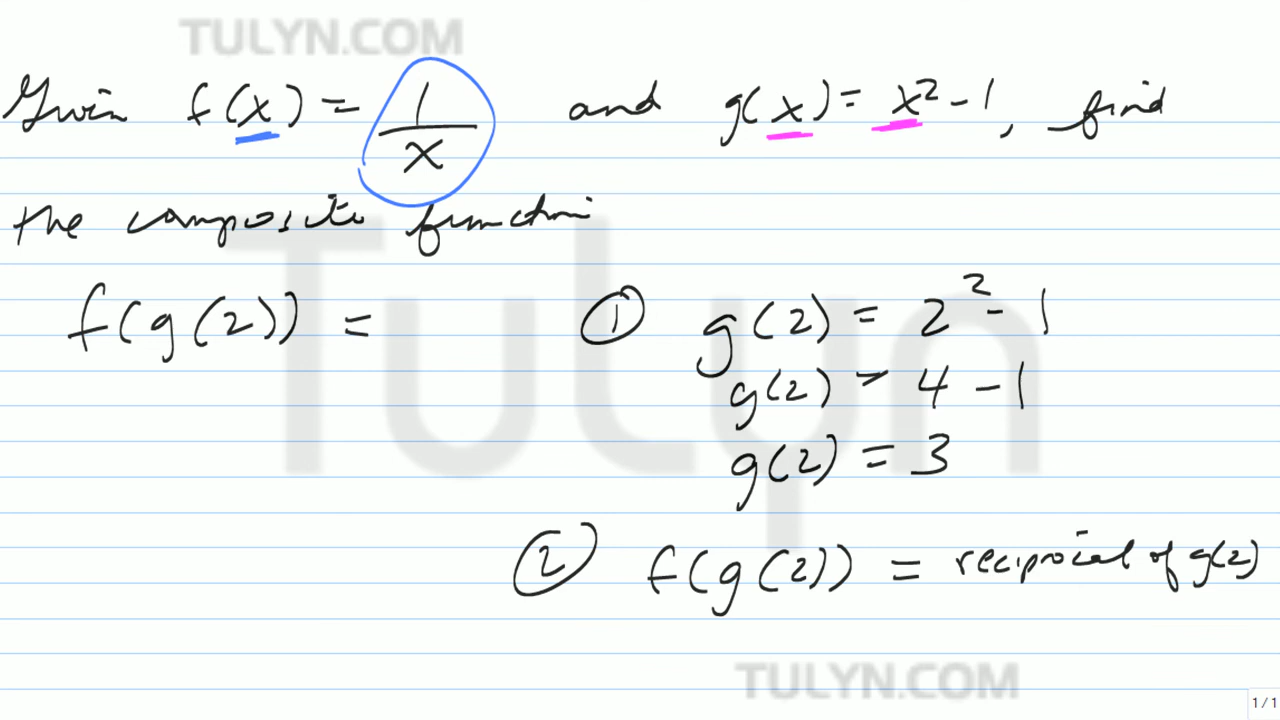 TULYN.COM
Given f(x) = 1/x and g(x) = x² - 1, find
the composite function
f(g(2)) = ① g(2) = 2² - 1
g(2) = 4 - 1
g(2) = 3
② f(g(2)) = reciprocal of g(2)
Tulyn
TULYN.COM
1/1